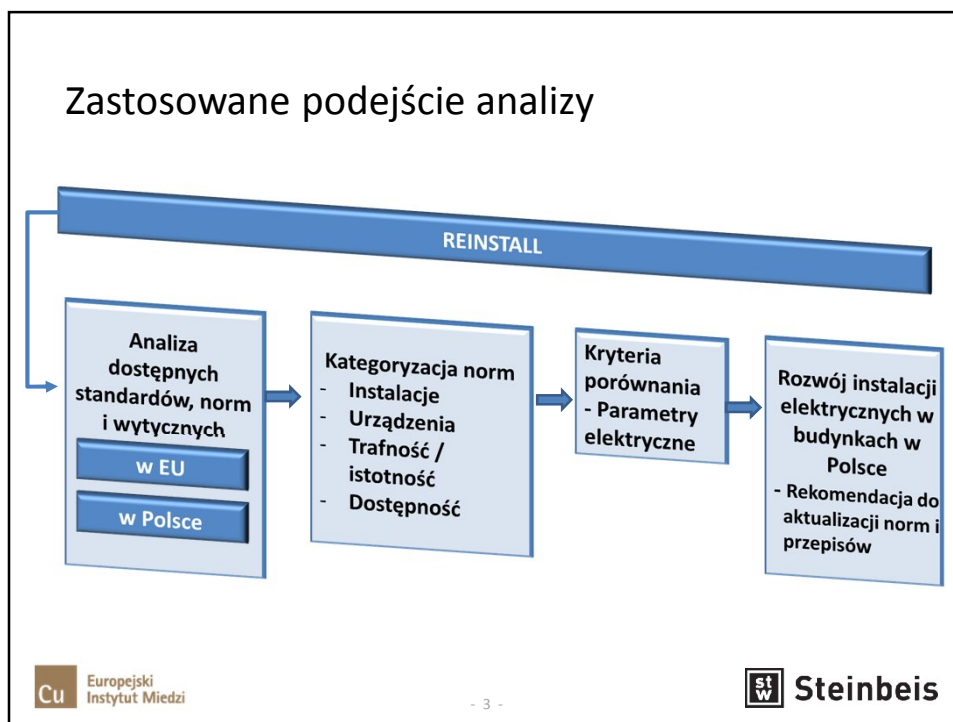 Zastosowane podejście analizy
REINSTALL
Analiza
dostępnych
standardów, norm
i wytycznych
w EU
w Polsce
Kategoryzacja norm
- Instalacje
- Urządzenia
- Trafność /
istotność
- Dostępność
Kryteria
porównania
- Parametry
elektryczne
Rozwój instalacji
elektrycznych w
budynkach w
Polsce
- Rekomendacja do
aktualizacji norm i
przepisów
Cu
Europejski
Instytut Miedzi
- 3 -
stw Steinbeis